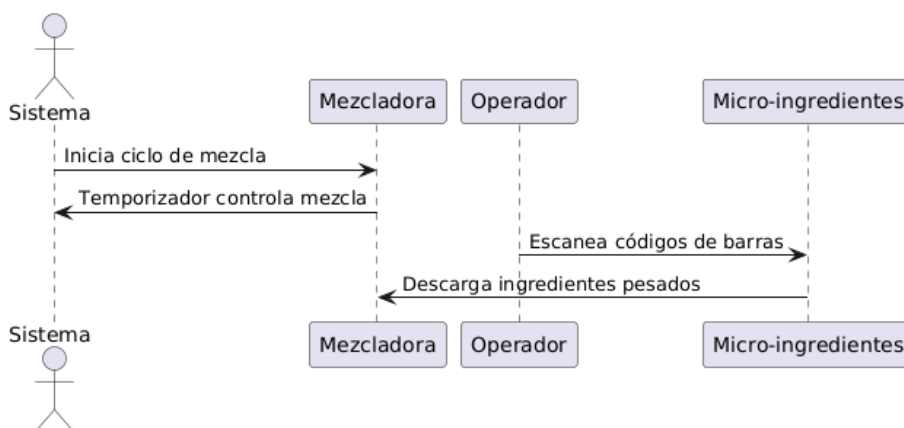 Sistema
Mezcladora
Operador
Micro-ingredientes
Inicia ciclo de mezcla
Temporizador controla mezcla
Escanea códigos de barras
Descarga ingredientes pesados
Sistema
Mezcladora
Operador
Micro-ingredientes